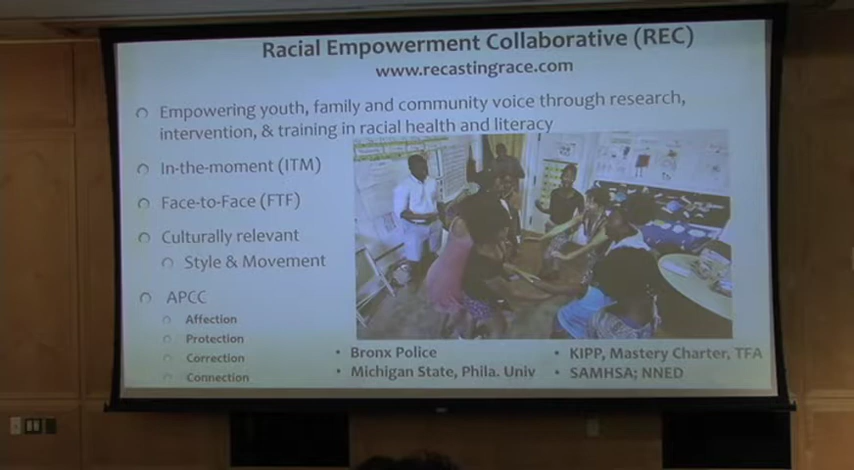 Racial Empowerment Collaborative (REC)
www.recastingrace.com
Empowering youth, family and community voice through research,
intervention, & training in racial health and literacy
In-the-moment (ITM)
Face-to-Face (FTF)
Culturally relevant
Style & Movement
APCC
Affection
Protection
Correction
Connection
• Bronx Police
• Michigan State, Phila. Univ
• KIPP, Mastery Charter, TFA
• SAMHSA; NNED